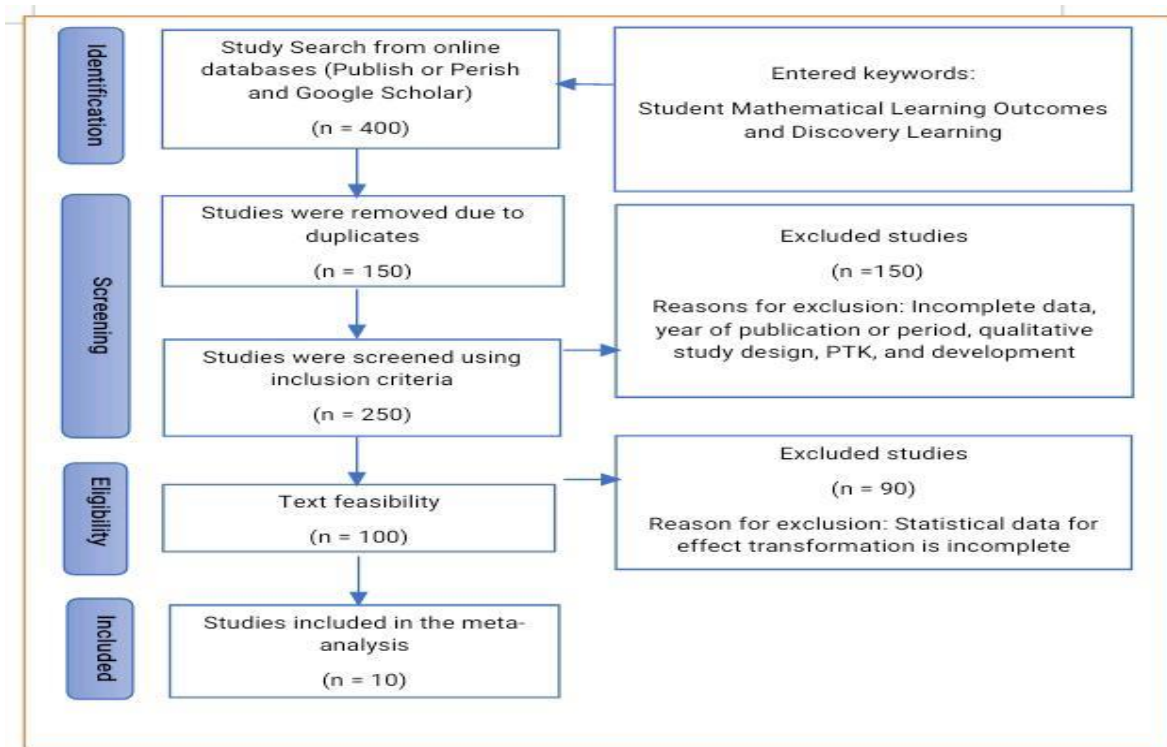 Identification
Study Search from online
databases (Publish or Perish
and Google Scholar)
(n = 400)
Entered keywords:
Student Mathematical Learning Outcomes
and Discovery Learning
Screening
Studies were removed due to
duplicates
(n = 150)
Studies were screened using
inclusion criteria
(n = 250)
Excluded studies
(n =150)
Reasons for exclusion: Incomplete data,
year of publication or period, qualitative
study design, PTK, and development
Eligibility
Text feasibility
(n = 100)
Excluded studies
(n = 90)
Reason for exclusion: Statistical data for
effect transformation is incomplete
Included
Studies included in the meta-
analysis
(n = 10)